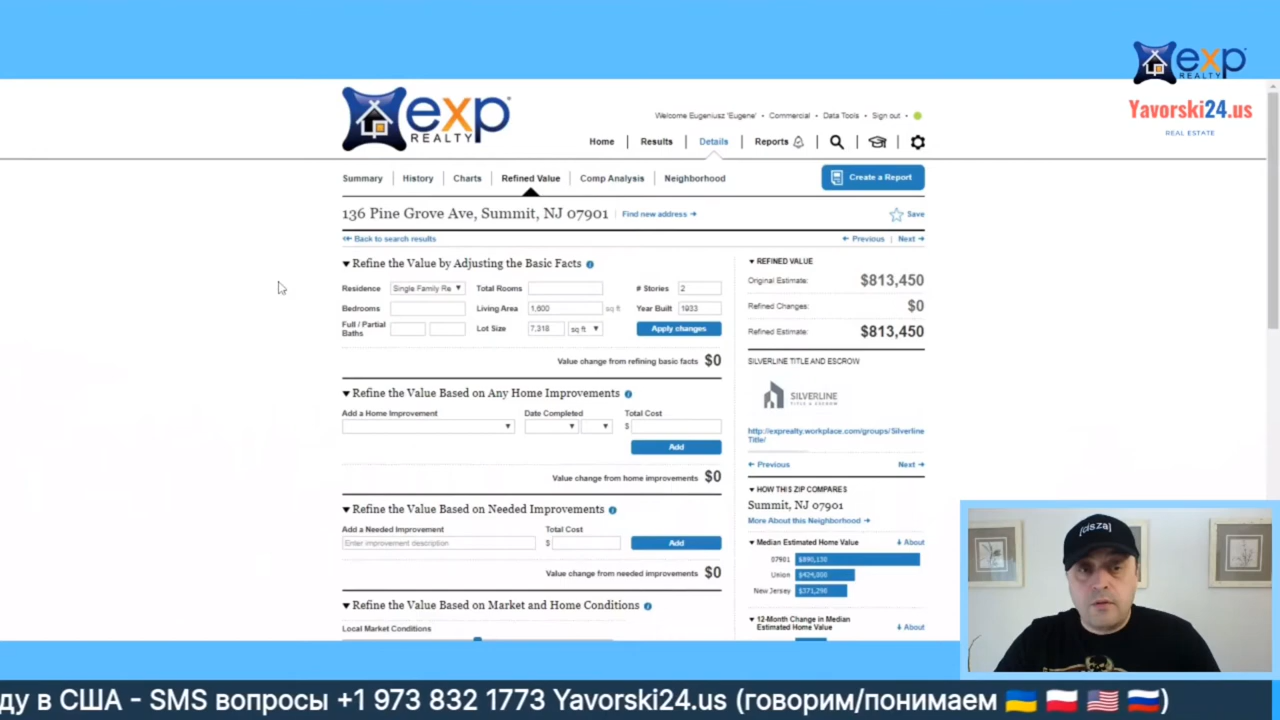 exp
REALTY
Yavorski24.us
REAL ESTATE
exp
REALTY
Welcome Eugeniusz 'Eugene' • Commercial • Data Tools • Sign out •
Home | Results | Details | Reports
Summary History Charts Refined Value Comp Analysis Neighborhood
Create a Report
136 Pine Grove Ave, Summit, NJ 07901 | Find new address →
Save
Back to search results
← Previous | Next →
Refine the Value by Adjusting the Basic Facts
Residence Single Family Re Total Rooms # Stories 2
Bedrooms Living Area 1,600 sq ft Year Built 1933
Full / Partial
Baths Lot Size 7,318 sq ft Apply changes
Value change from refining basic facts $0
Refine the Value Based on Any Home Improvements
Add a Home Improvement Date Completed Total Cost
$
Add
Value change from home improvements $0
Refine the Value Based on Needed Improvements
Add a Needed Improvement Total Cost
Enter improvement description $ Add
Value change from needed improvements $0
Refine the Value Based on Market and Home Conditions
Local Market Conditions
REFINED VALUE
Original Estimate: $813,450
Refined Changes: $0
Refined Estimate: $813,450
SILVERLINE TITLE AND ESCROW
SILVERLINE
TITLE & ESCROW
http://exprealty.workplace.com/groups/Silverline
Title/
← Previous Next →
HOW THIS ZIP COMPARES
Summit, NJ 07901
More About this Neighborhood →
Median Estimated Home Value About
07901 $890,130
Union $424,000
New Jersey $371,290
12-Month Change in Median
Estimated Home Value About
[cisza]
ду в США - SMS вопросы +1 973 832 1773 Yavorski24.us (говорим/понимаем 🇺🇦 🇵🇱 🇺🇸 🇷🇺)